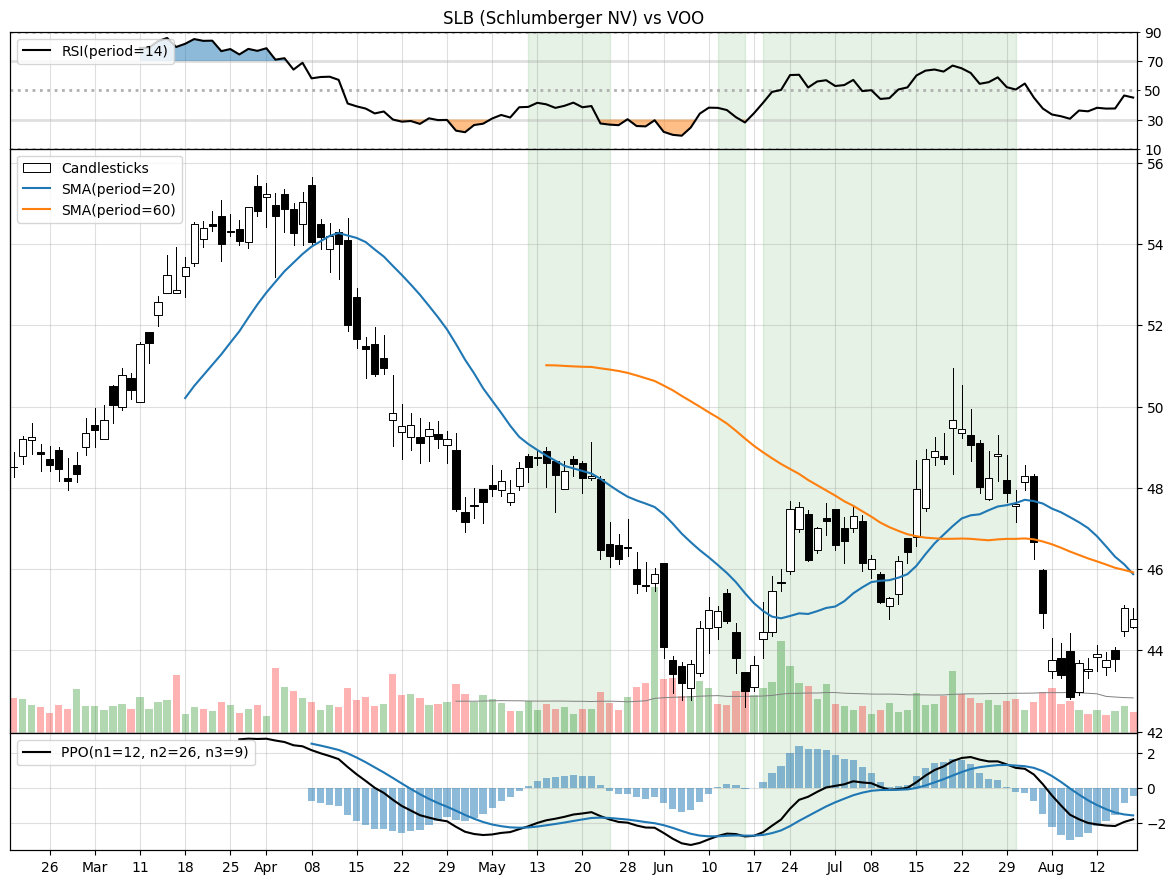 SLB (Schlumberger NV) vs VOO
RSI(period=14)
90
70
50
30
10
Candlesticks
SMA(period=20)
SMA(period=60)
56
54
52
50
48
46
44
42
PPO(n1=12, n2=26, n3=9)
2
0
−2
26 Mar 11 18 25 Apr 08 15 22 29 May 13 20 28 Jun 10 17 24 Jul 08 15 22 29 Aug 12